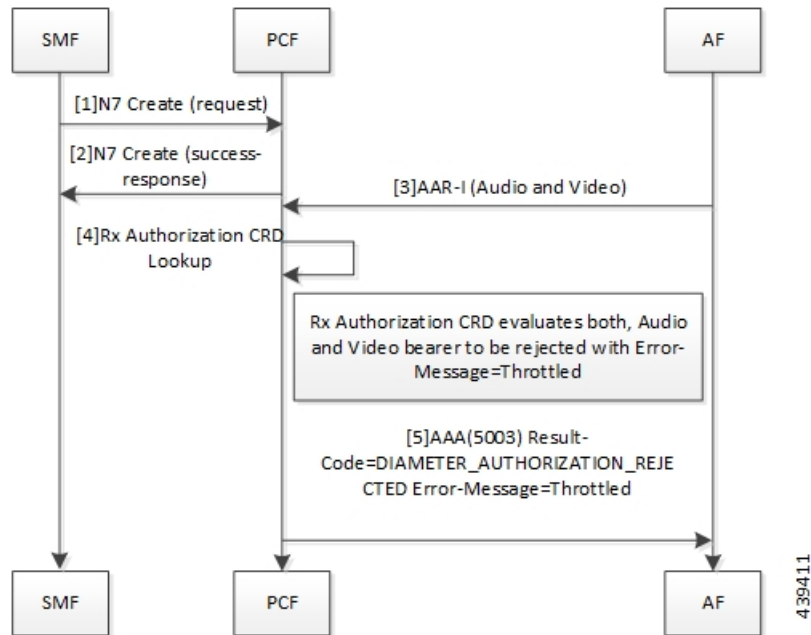 SMF
PCF
AF
[1]N7 Create (request)
[2]N7 Create (success-
response)
[3]AAR-I (Audio and Video)
[4]Rx Authorization CRD
Lookup
Rx Authorization CRD evaluates both, Audio
and Video bearer to be rejected with Error-
Message=Throttled
[5]AAA(5003) Result-
Code=DIAMETER_AUTHORIZATION_REJE
CTED Error-Message=Throttled
SMF
PCF
AF
439411